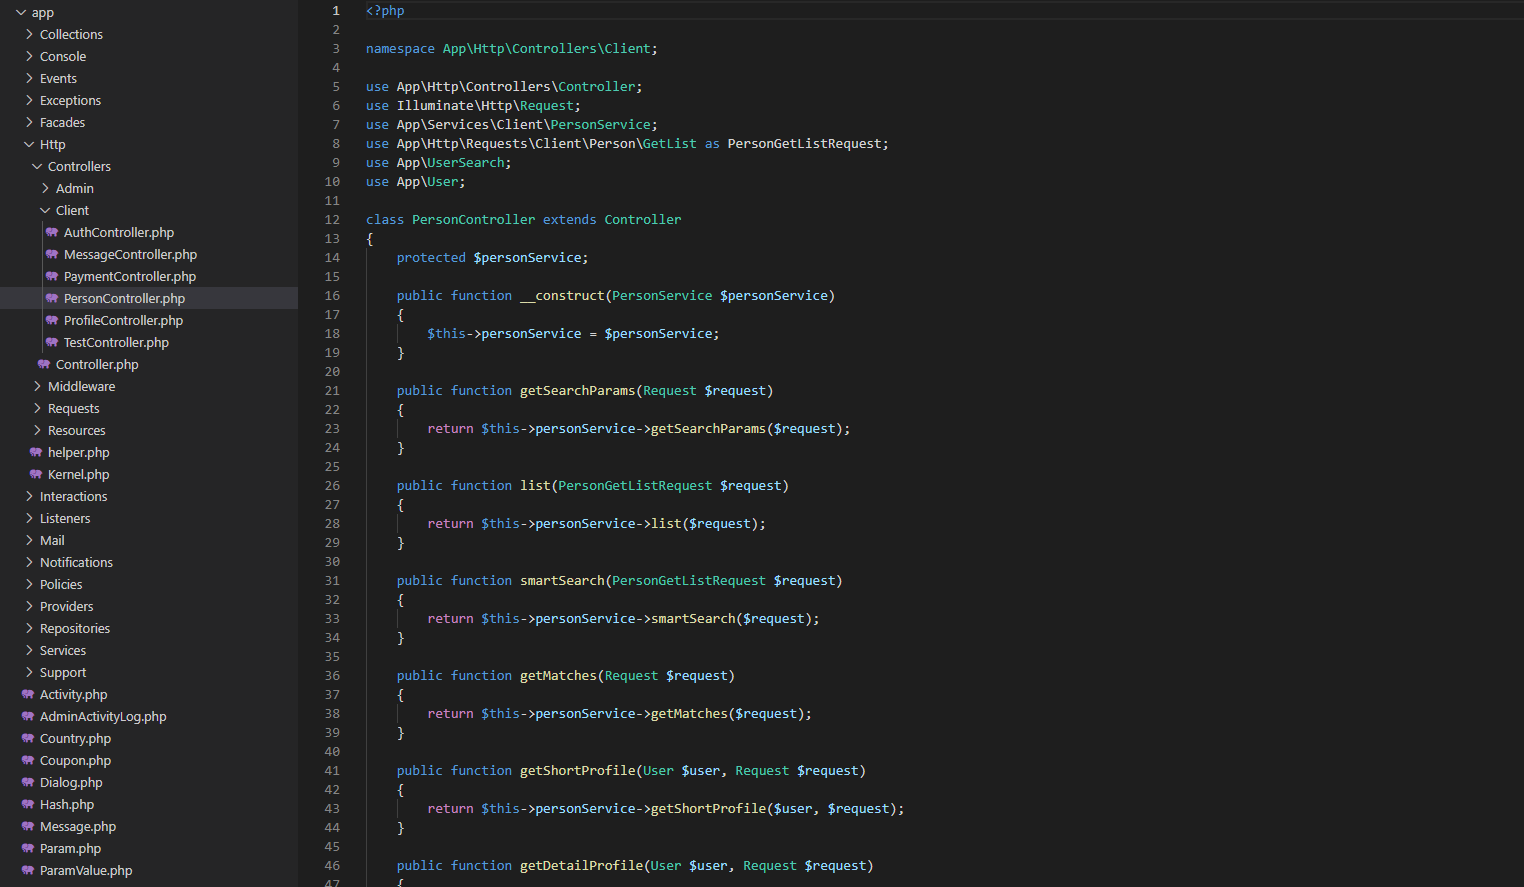 app
Collections
Console
Events
Exceptions
Facades
Http
Controllers
Admin
Client
AuthController.php
MessageController.php
PaymentController.php
PersonController.php
ProfileController.php
TestController.php
Controller.php
Middleware
Requests
Resources
helper.php
Kernel.php
Interactions
Listeners
Mail
Notifications
Policies
Providers
Repositories
Services
Support
Activity.php
AdminActivityLog.php
Country.php
Coupon.php
Dialog.php
Hash.php
Message.php
Param.php
ParamValue.php
1 <?php
2
3 namespace App\Http\Controllers\Client;
4
5 use App\Http\Controllers\Controller;
6 use Illuminate\Http\Request;
7 use App\Services\Client\PersonService;
8 use App\Http\Requests\Client\Person\GetList as PersonGetListRequest;
9 use App\UserSearch;
10 use App\User;
11
12 class PersonController extends Controller
13 {
14     protected $personService;
15
16     public function __construct(PersonService $personService)
17     {
18         $this->personService = $personService;
19     }
20
21     public function getSearchParams(Request $request)
22     {
23         return $this->personService->getSearchParams($request);
24     }
25
26     public function list(PersonGetListRequest $request)
27     {
28         return $this->personService->list($request);
29     }
30
31     public function smartSearch(PersonGetListRequest $request)
32     {
33         return $this->personService->smartSearch($request);
34     }
35
36     public function getMatches(Request $request)
37     {
38         return $this->personService->getMatches($request);
39     }
40
41     public function getShortProfile(User $user, Request $request)
42     {
43         return $this->personService->getShortProfile($user, $request);
44     }
45
46     public function getDetailProfile(User $user, Request $request)
47     {